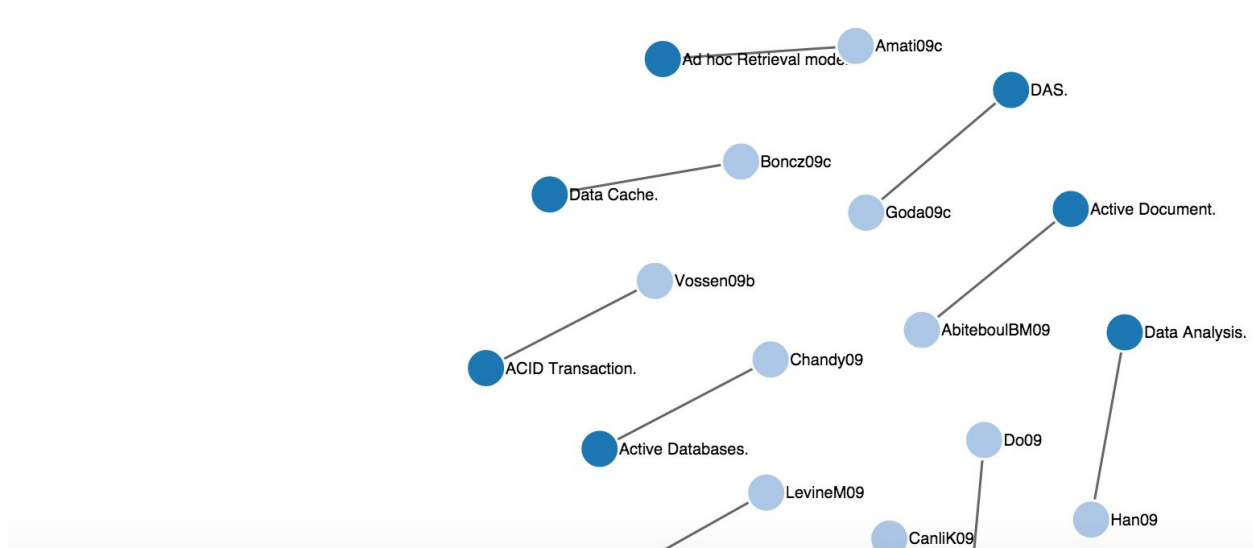 Amati09c
Ad hoc Retrieval mode
DAS.
Boncz09c
Data Cache.
Goda09c
Active Document.
Vossen09b
AbiteboulBM09
Data Analysis.
Chandy09
ACID Transaction.
Do09
Active Databases.
LevineM09
Han09
CanliK09